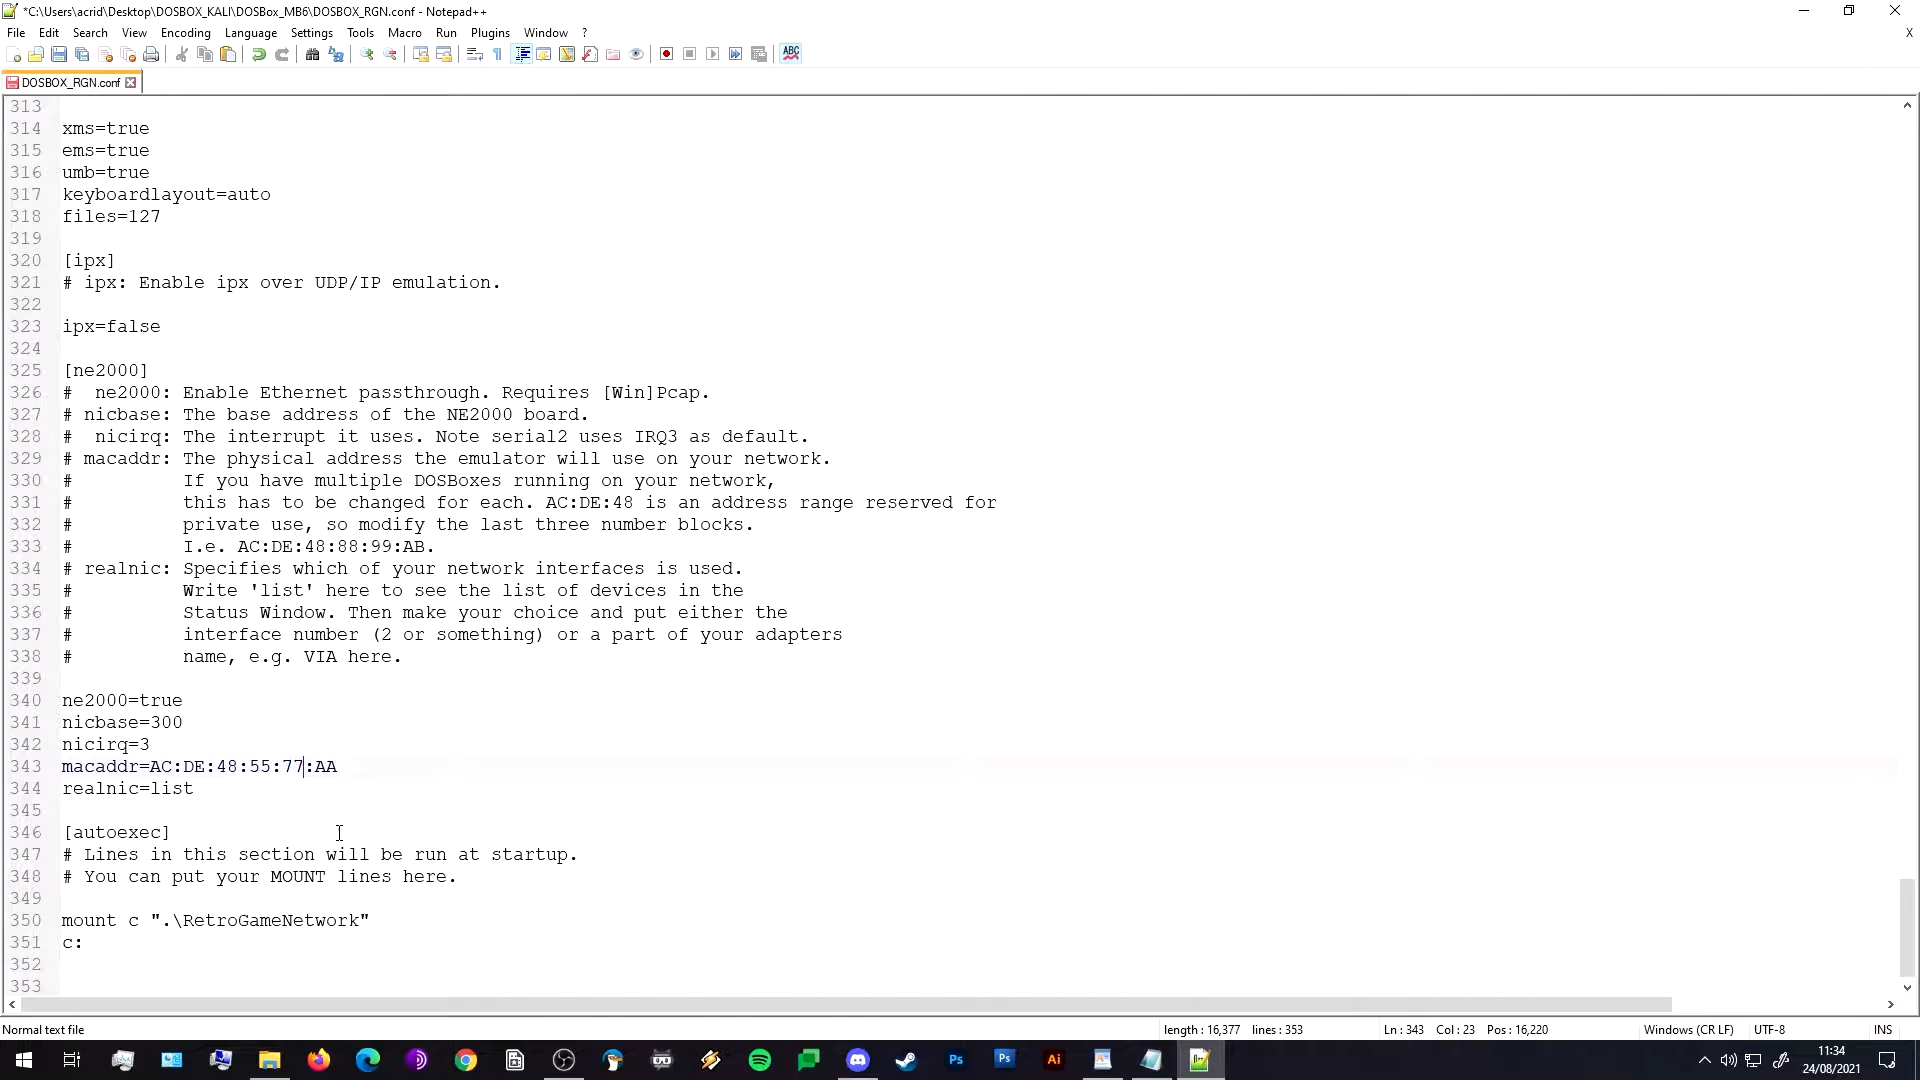 *C:\Users\acrid\Desktop\DOSBOX_KALI\DOSBox_MB6\DOSBOX_RGN.conf - Notepad++
File Edit Search View Encoding Language Settings Tools Macro Run Plugins Window ? X
ABC
DOSBOX_RGN.conf
313
314 xms=true
315 ems=true
316 umb=true
317 keyboardlayout=auto
318 files=127
319
320 [ipx]
321 # ipx: Enable ipx over UDP/IP emulation.
322
323 ipx=false
324
325 [ne2000]
326 #  ne2000: Enable Ethernet passthrough. Requires [Win]Pcap.
327 # nicbase: The base address of the NE2000 board.
328 #  nicirq: The interrupt it uses. Note serial2 uses IRQ3 as default.
329 # macaddr: The physical address the emulator will use on your network.
330 #          If you have multiple DOSBoxes running on your network,
331 #          this has to be changed for each. AC:DE:48 is an address range reserved for
332 #          private use, so modify the last three number blocks.
333 #          I.e. AC:DE:48:88:99:AB.
334 # realnic: Specifies which of your network interfaces is used.
335 #          Write 'list' here to see the list of devices in the
336 #          Status Window. Then make your choice and put either the
337 #          interface number (2 or something) or a part of your adapters
338 #          name, e.g. VIA here.
339
340 ne2000=true
341 nicbase=300
342 nicirq=3
343 macaddr=AC:DE:48:55:77:AA
344 realnic=list
345
346 [autoexec]
347 # Lines in this section will be run at startup.
348 # You can put your MOUNT lines here.
349
350 mount c ".\RetroGameNetwork"
351 c:
352
353
Normal text file length : 16,377 lines : 353 Ln : 343 Col : 23 Pos : 16,220 Windows (CR LF) UTF-8 INS
Ps Ps Ai 11:34
24/08/2021